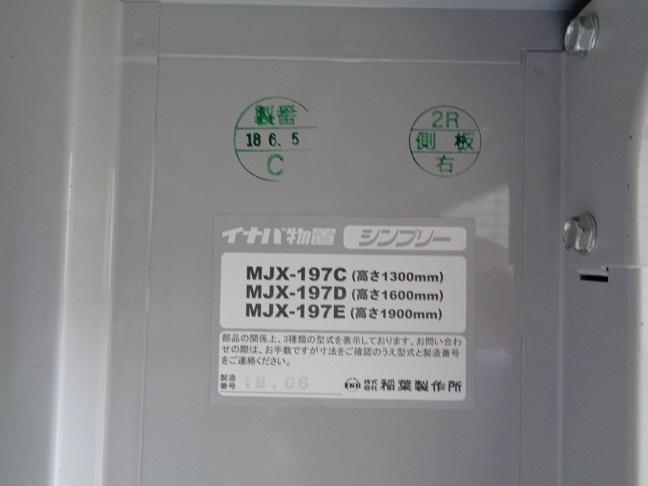 製番
18 6. 5
C
2R
側 板
右
イナバ物置 シンプリー
MJX-197C (高さ1300mm)
MJX-197D (高さ1600mm)
MJX-197E (高さ1900mm)
部品の関係上、3種類の型式を表示しております。お問い合わ
せの際は、お手数ですが寸法をご確認のうえ型式と製造番号
をご連絡ください。
製造番号 18.06
INB 株式会社 稲葉製作所